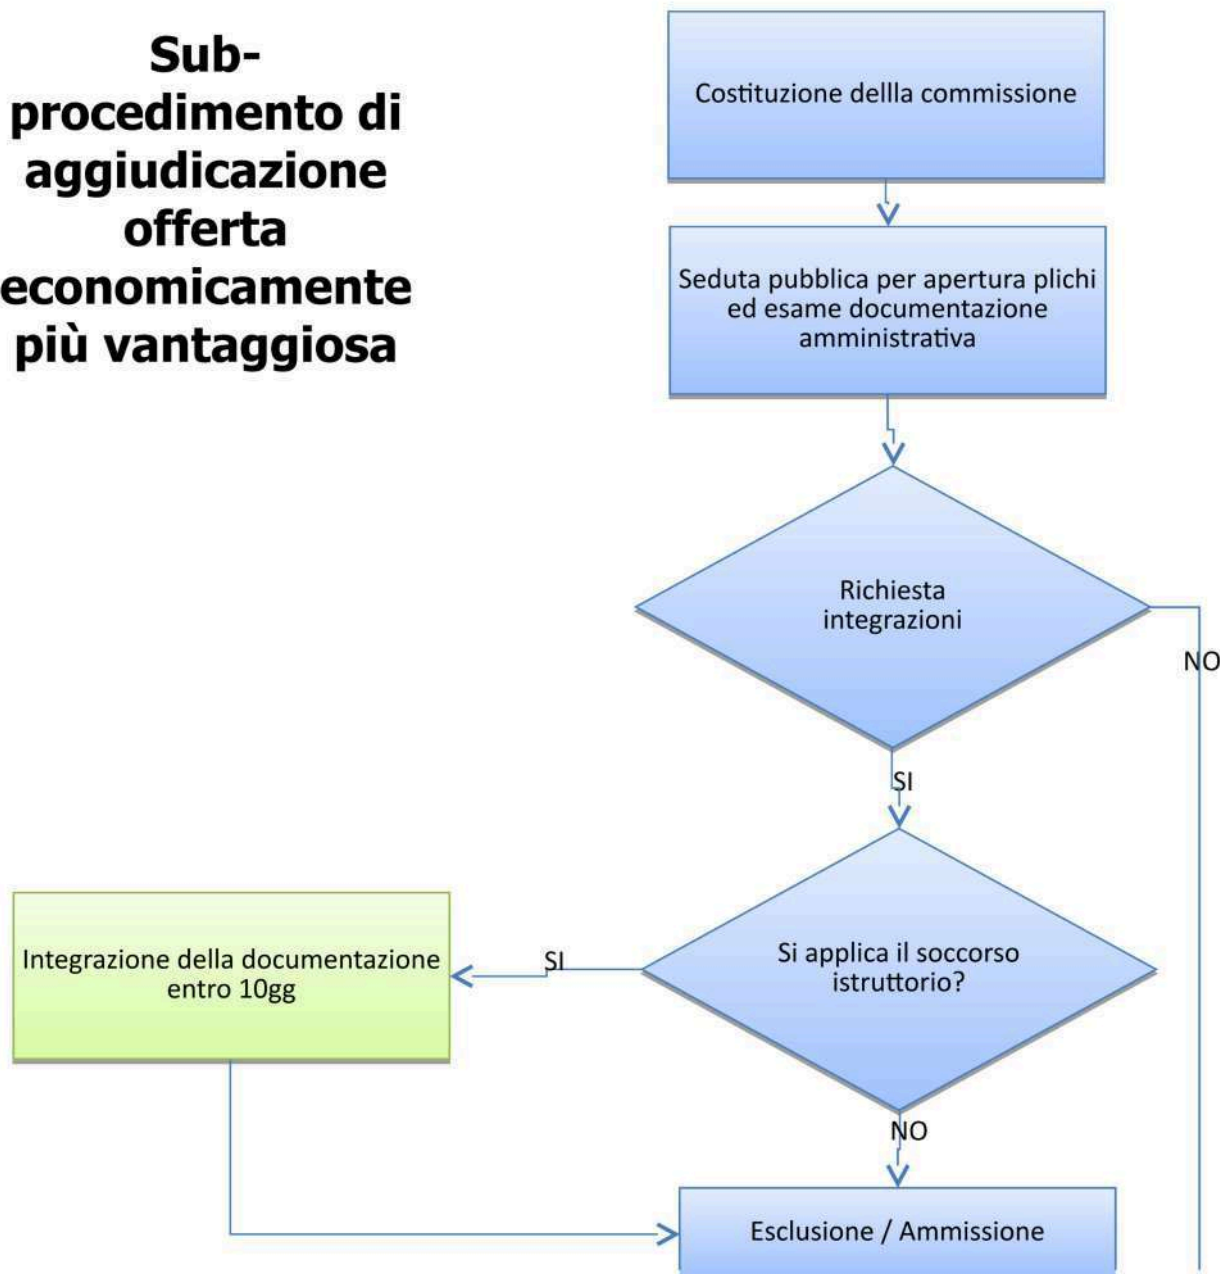 Sub-
procedimento di
aggiudicazione
offerta
economicamente
più vantaggiosa
Costituzione dellla commissione
Seduta pubblica per apertura plichi
ed esame documentazione
amministrativa
Richiesta
integrazioni
NO
SI
Si applica il soccorso
istruttorio?
SI
Integrazione della documentazione
entro 10gg
NO
Esclusione / Ammissione